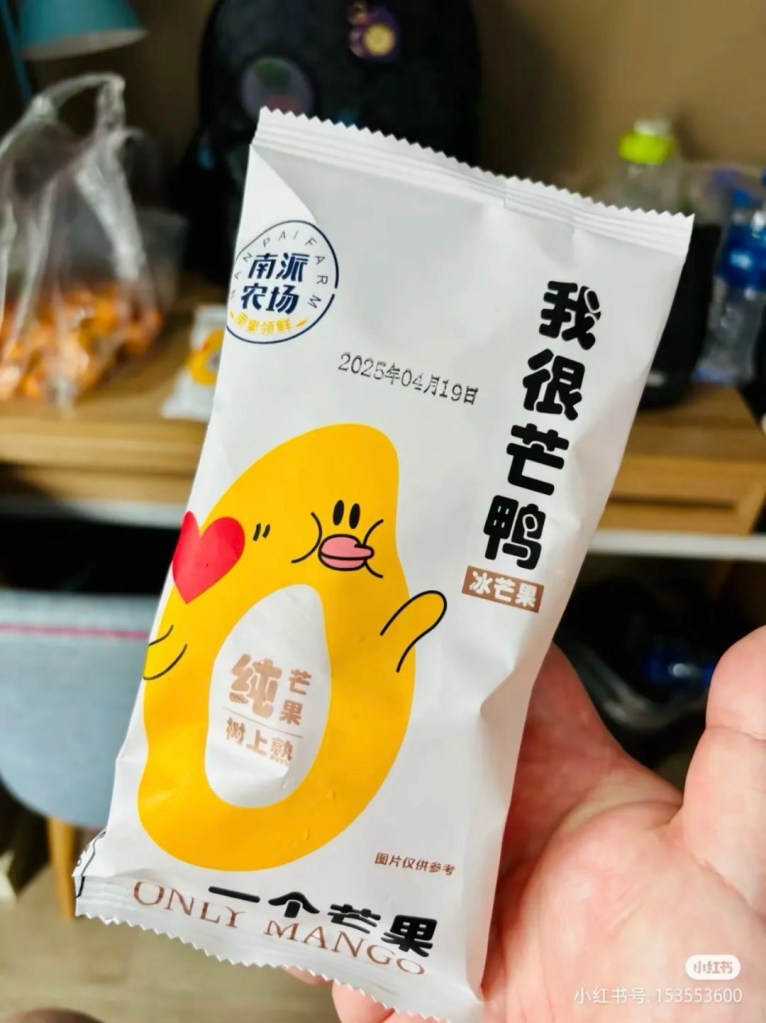 NAN PAI FARM
南派
农场
2025年04月19日
我很芒鸭
冰芒果
纯芒果
树上熟
图片仅供参考
一个芒果
ONLY MANGO
小红书
小红书号: 153553600